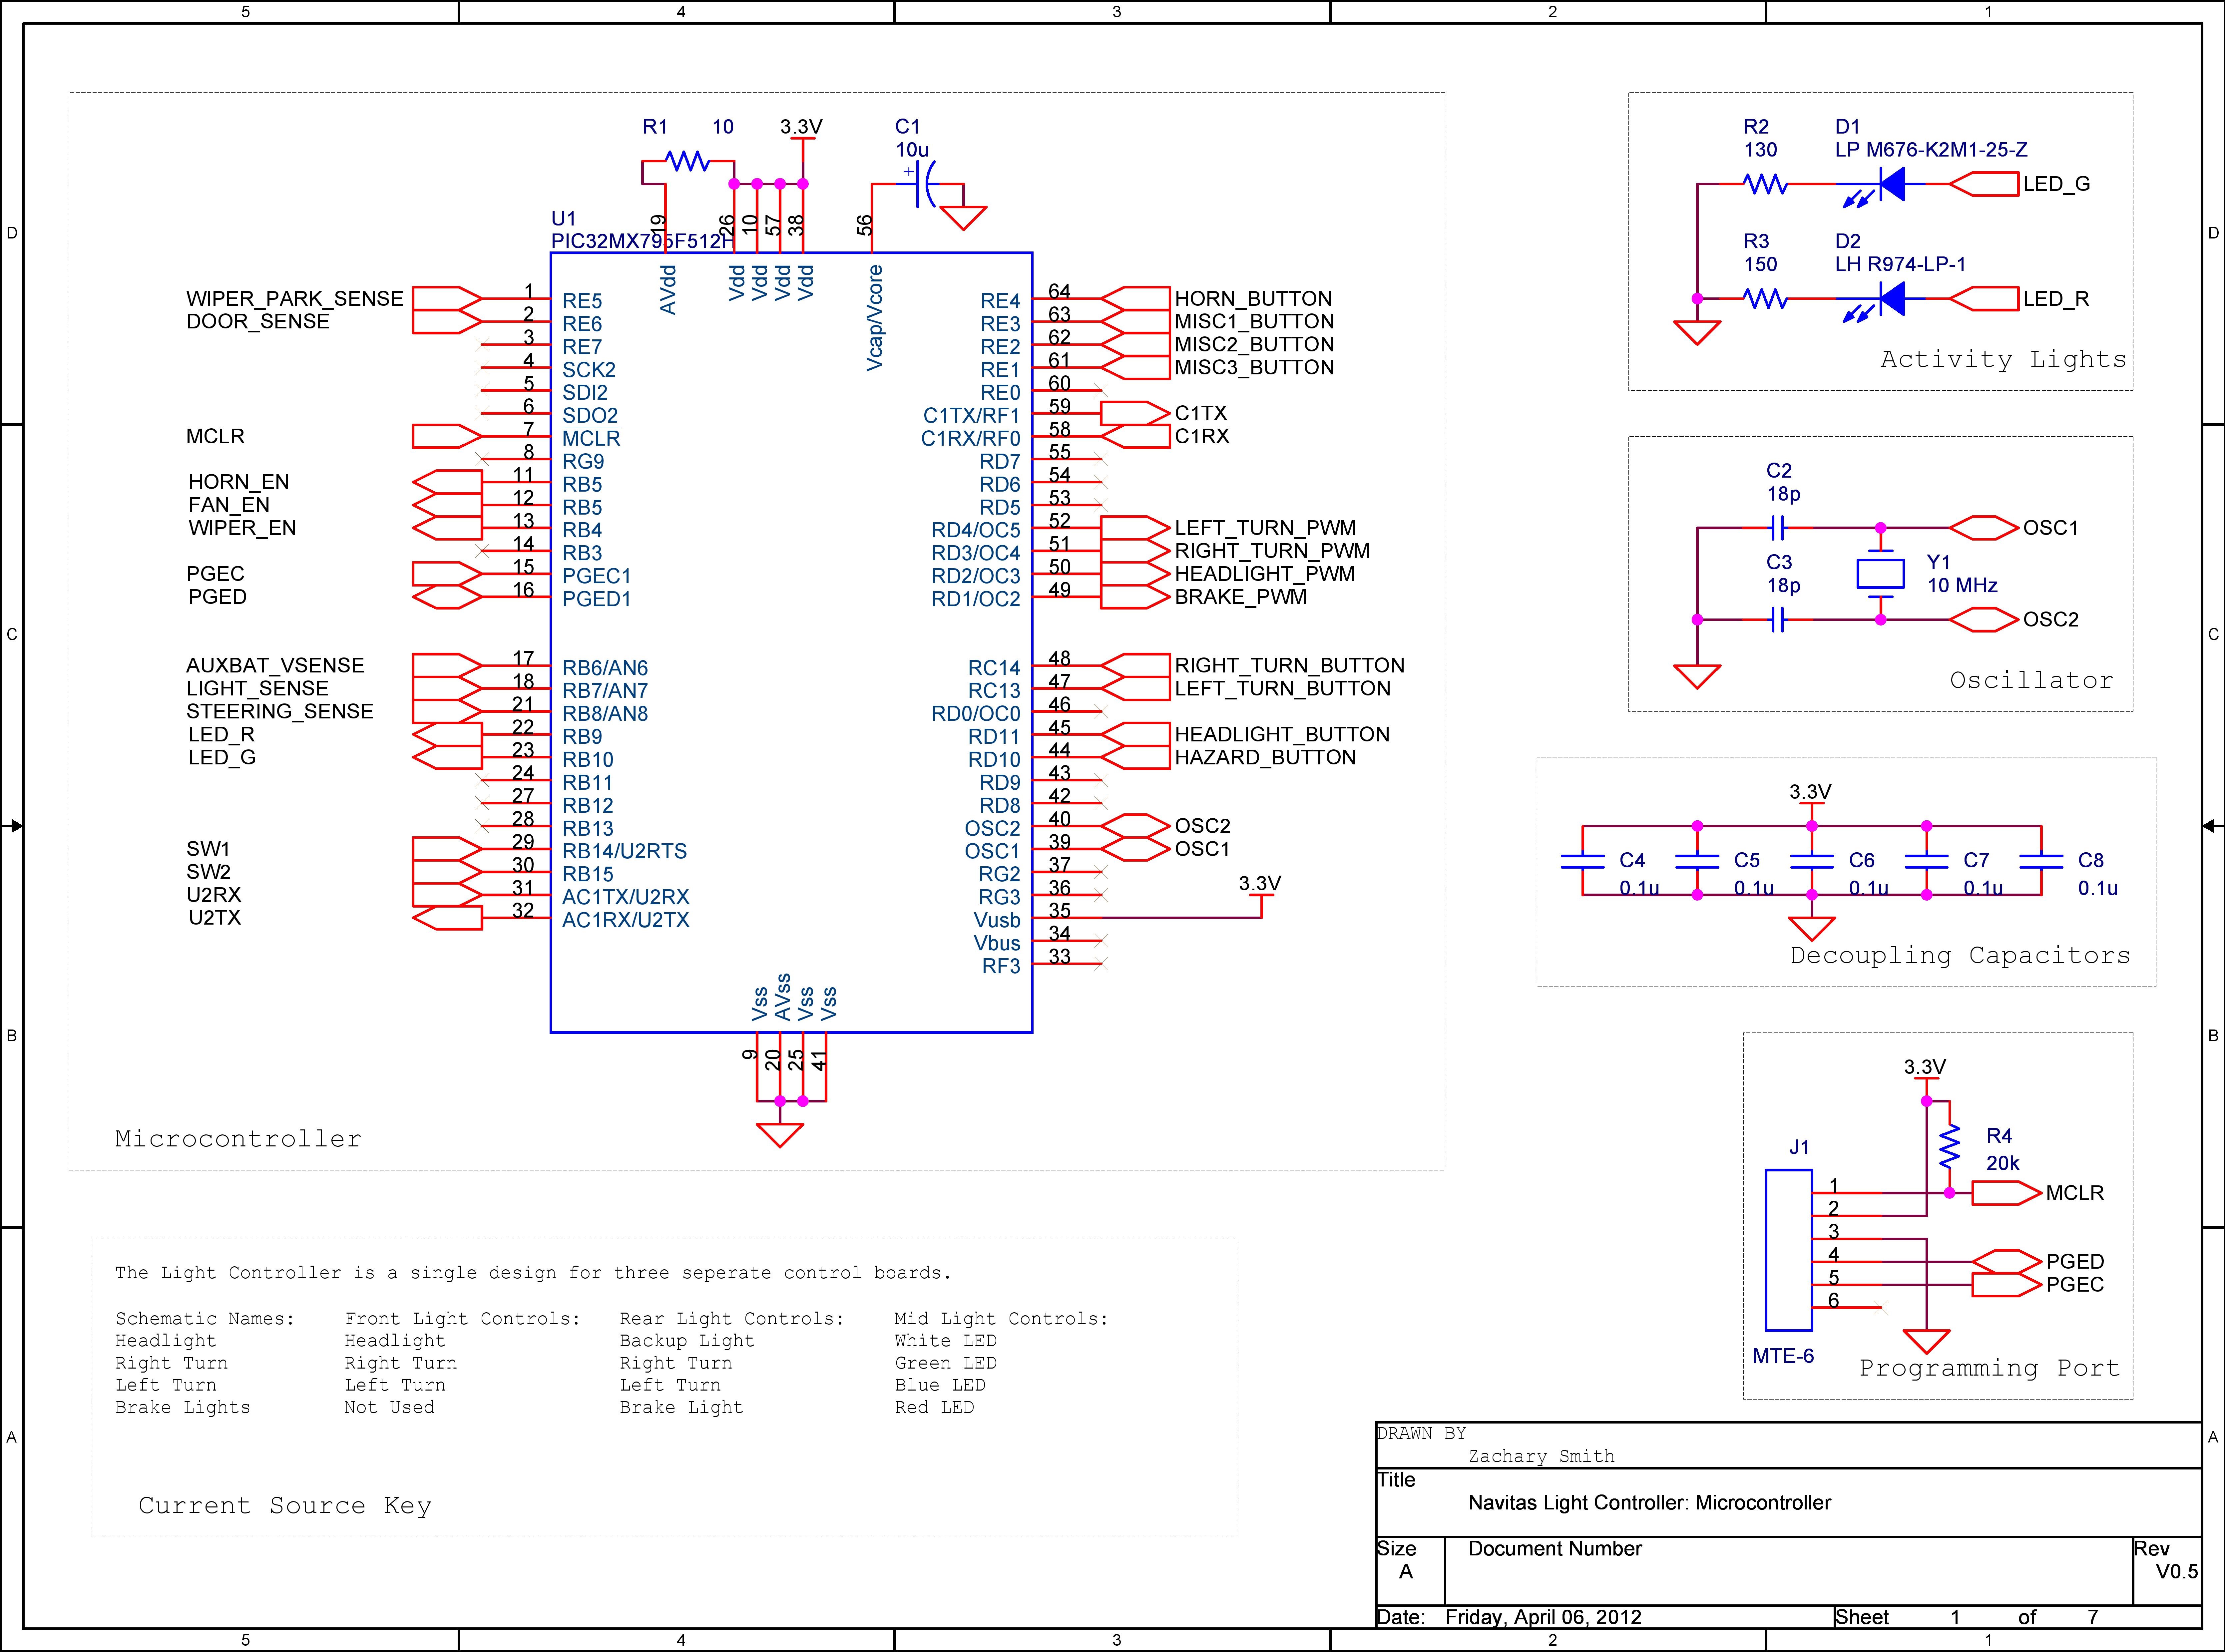 5 4 3 2 1
D
C
B
A
D
C
B
A
R1 10
3.3V
C1
10u
+
19
26
10
57
38
56
U1
PIC32MX795F512H
AVdd
Vdd
Vdd
Vdd
Vdd
Vcap/Vcore
WIPER_PARK_SENSE 1 RE5
DOOR_SENSE 2 RE6
3 RE7
4 SCK2
5 SDI2
6 SDO2
MCLR 7 MCLR
8 RG9
HORN_EN 11 RB5
FAN_EN 12 RB5
WIPER_EN 13 RB4
14 RB3
PGEC 15 PGEC1
PGED 16 PGED1
AUXBAT_VSENSE 17 RB6/AN6
LIGHT_SENSE 18 RB7/AN7
STEERING_SENSE 21 RB8/AN8
LED_R 22 RB9
LED_G 23 RB10
24 RB11
27 RB12
28 RB13
SW1 29 RB14/U2RTS
SW2 30 RB15
U2RX 31 AC1TX/U2RX
U2TX 32 AC1RX/U2TX
RE4 64 HORN_BUTTON
RE3 63 MISC1_BUTTON
RE2 62 MISC2_BUTTON
RE1 61 MISC3_BUTTON
RE0 60
C1TX/RF1 59 C1TX
C1RX/RF0 58 C1RX
RD7 55
RD6 54
RD5 53
RD4/OC5 52 LEFT_TURN_PWM
RD3/OC4 51 RIGHT_TURN_PWM
RD2/OC3 50 HEADLIGHT_PWM
RD1/OC2 49 BRAKE_PWM
RC14 48 RIGHT_TURN_BUTTON
RC13 47 LEFT_TURN_BUTTON
RD0/OC0 46
RD11 45 HEADLIGHT_BUTTON
RD10 44 HAZARD_BUTTON
RD9 43
RD8 42
OSC2 40 OSC2
OSC1 39 OSC1
RG2 37
RG3 36
3.3V
Vusb 35
Vbus 34
RF3 33
Vss
AVss
Vss
Vss
9
20
25
41
Microcontroller
R2
130
D1
LP M676-K2M1-25-Z
LED_G
R3
150
D2
LH R974-LP-1
LED_R
Activity Lights
C2
18p
OSC1
C3
18p
Y1
10 MHz
OSC2
Oscillator
3.3V
C4 C5 C6 C7 C8
0.1u 0.1u 0.1u 0.1u 0.1u
Decoupling Capacitors
3.3V
R4
20k
J1
1 MCLR
2
3
4 PGED
5 PGEC
6
MTE-6
Programming Port
The Light Controller is a single design for three seperate control boards.
Schematic Names: Front Light Controls: Rear Light Controls: Mid Light Controls:
Headlight Headlight Backup Light White LED
Right Turn Right Turn Right Turn Green LED
Left Turn Left Turn Left Turn Blue LED
Brake Lights Not Used Brake Light Red LED
Current Source Key
DRAWN BY
Zachary Smith
Title
Navitas Light Controller: Microcontroller
Size Document Number Rev
A V0.5
Date: Friday, April 06, 2012 Sheet 1 of 7
5 4 3 2 1